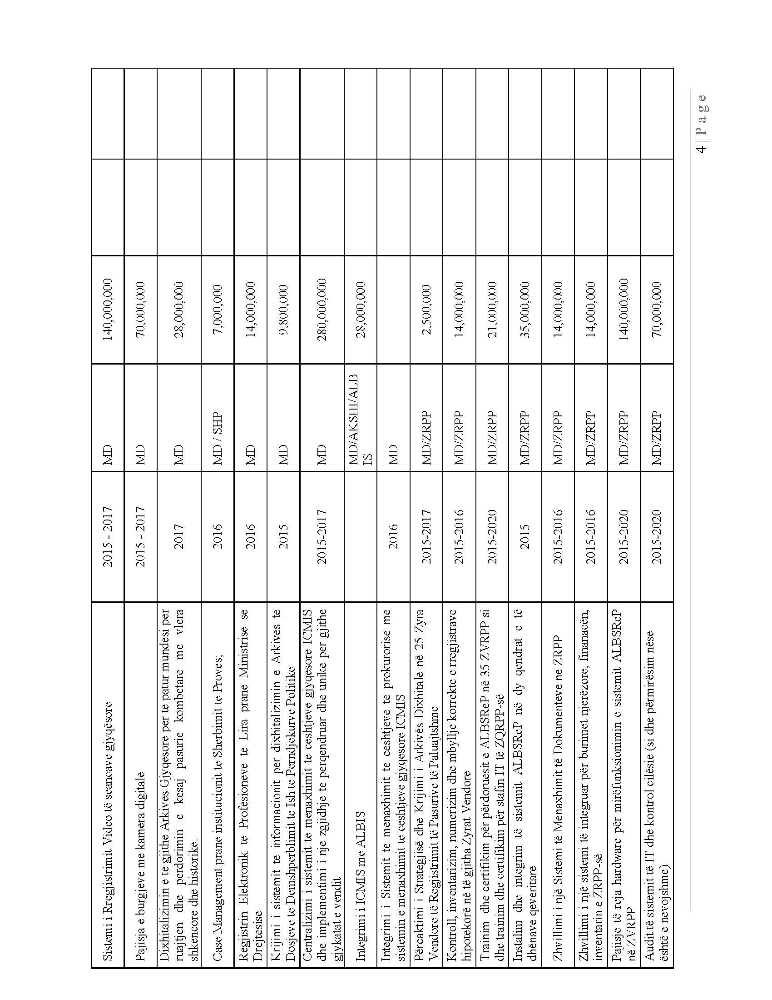 Sistemi i Rregjistrimit Video të seancave gjyqësore 2015 - 2017 MD 140,000,000
Pajisja e burgjeve me kamera digitale 2015 - 2017 MD 70,000,000
Dixhitalizimin e te gjithe Arkives Gjyqesore per te patur mundesi per
ruajtjen dhe perdorimin e kesaj pasurie kombetare me vlera
shkencore dhe historike.
2017 MD 28,000,000
Case Management prane institucionit te Sherbimit te Proves; 2016 MD / SHP 7,000,000
Regjistrin Elektronik te Profesioneve te Lira prane Ministrise se
Drejtesise
2016 MD 14,000,000
Krijimi i sistemit te informacionit per dixhitalizimin e Arkives te
Dosjeve te Demshperblimit te Ish te Perndjekurve Politike
2015 MD 9,800,000
Centralizimi i sistemit te menaxhimit te ceshtjeve gjyqesore ICMIS
dhe implementimi i nje zgjidhje te perqendruar dhe unike per gjithe
gjykatat e vendit
2015-2017 MD 280,000,000
Integrimi i ICMIS me ALBIS
MD/AKSHI/ALB
IS
28,000,000
Integrimi i Sistemit te menaxhimit te ceshtjeve te prokurorise me
sistemin e menaxhimit te ceshtjeve gjyqesore ICMIS
2016 MD
Përcaktimi i Strategjisë dhe Krijimi i Arkivës Dixhitale në 25 Zyra
Vendore të Regjistrimit të Pasurive të Paluajtshme
2015-2017 MD/ZRPP 2,500,000
Kontroll, inventarizim, numerizim dhe mbyllje korrekte e rregjistrave
hipotekorë në të gjitha Zyrat Vendore
2015-2016 MD/ZRPP 14,000,000
Trainim dhe certifikim për përdoruesit e ALBSReP në 35 ZVRPP si
dhe trainim dhe certifikim për stafin IT të ZQRPP-së
2015-2020 MD/ZRPP 21,000,000
Instalim dhe integrim të sistemit ALBSReP në dy qendrat e të
dhënave qeveritare
2015 MD/ZRPP 35,000,000
Zhvillimi i një Sistemi të Menaxhimit të Dokumenteve ne ZRPP 2015-2016 MD/ZRPP 14,000,000
Zhvillimi i një sistemi të integruar për burimet njerëzore, finanacën,
inventarin e ZRPP-së
2015-2016 MD/ZRPP 14,000,000
Pajisje të reja hardware për mirëfunksionimin e sistemit ALBSReP
në ZVRPP
2015-2020 MD/ZRPP 140,000,000
Audit të sistemit të IT dhe kontrol cilësie (si dhe përmirësim nëse
është e nevojshme)
2015-2020 MD/ZRPP 70,000,000
4 | P a g e